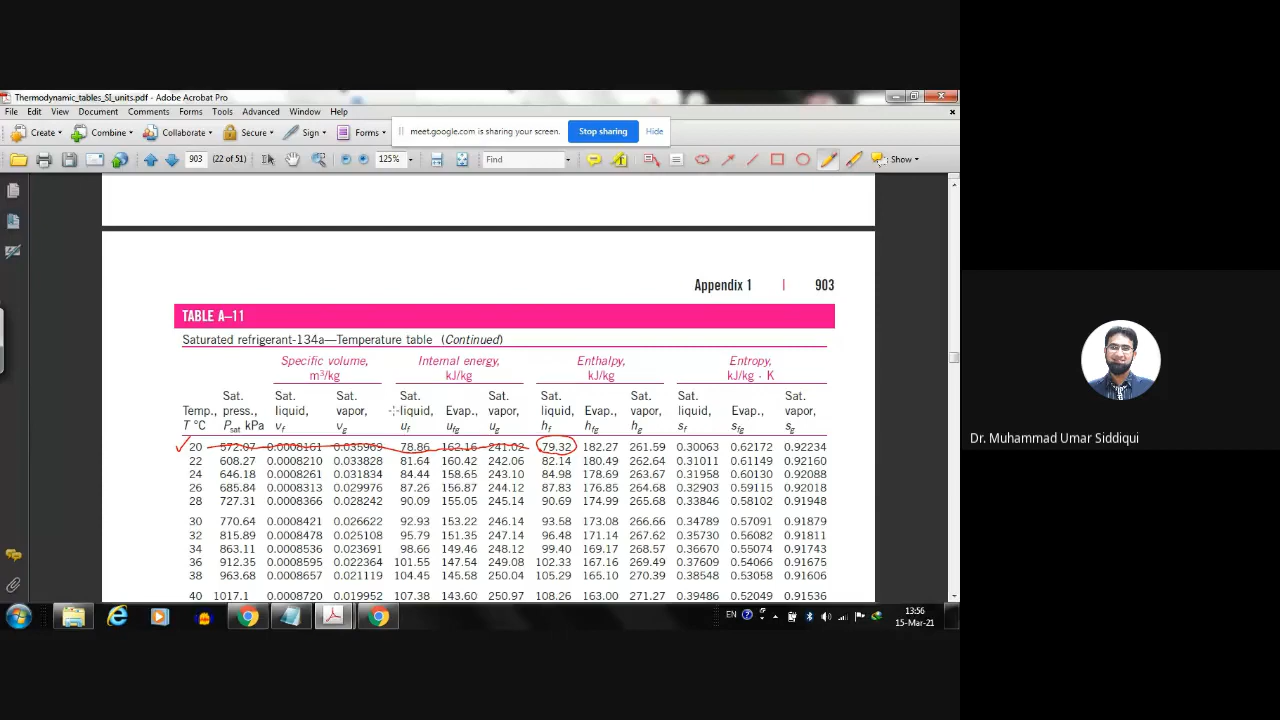 Thermodynamic_tables_SI_units.pdf - Adobe Acrobat Pro
File Edit View Document Comments Forms Tools Advanced Window Help
Create Combine Collaborate Secure Sign Forms
meet.google.com is sharing your screen. Stop sharing Hide
903 (22 of 51) 125% Find Show
Appendix 1 | 903
TABLE A–11
Saturated refrigerant-134a—Temperature table (Continued)
Specific volume, Internal energy, Enthalpy, Entropy,
m³/kg kJ/kg kJ/kg kJ/kg · K
Sat. Sat. Sat. Sat. Sat. Sat. Sat. Sat. Sat.
Temp., press., liquid, vapor, liquid, Evap., vapor, liquid, Evap., vapor, liquid, Evap., vapor,
T °C Psat kPa vf vg uf ufg ug hf hfg hg sf sfg sg
20 572.07 0.0008161 0.035969 78.86 162.16 241.02 79.32 182.27 261.59 0.30063 0.62172 0.92234
22 608.27 0.0008210 0.033828 81.64 160.42 242.06 82.14 180.49 262.64 0.31011 0.61149 0.92160
24 646.18 0.0008261 0.031834 84.44 158.65 243.10 84.98 178.69 263.67 0.31958 0.60130 0.92088
26 685.84 0.0008313 0.029976 87.26 156.87 244.12 87.83 176.85 264.68 0.32903 0.59115 0.92018
28 727.31 0.0008366 0.028242 90.09 155.05 245.14 90.69 174.99 265.68 0.33846 0.58102 0.91948
30 770.64 0.0008421 0.026622 92.93 153.22 246.14 93.58 173.08 266.66 0.34789 0.57091 0.91879
32 815.89 0.0008478 0.025108 95.79 151.35 247.14 96.48 171.14 267.62 0.35730 0.56082 0.91811
34 863.11 0.0008536 0.023691 98.66 149.46 248.12 99.40 169.17 268.57 0.36670 0.55074 0.91743
36 912.35 0.0008595 0.022364 101.55 147.54 249.08 102.33 167.16 269.49 0.37609 0.54066 0.91675
38 963.68 0.0008657 0.021119 104.45 145.58 250.04 105.29 165.10 270.39 0.38548 0.53058 0.91606
40 1017.1 0.0008720 0.019952 107.38 143.60 250.97 108.26 163.00 271.27 0.39486 0.52049 0.91536
EN 13:56
15-Mar-21
Dr. Muhammad Umar Siddiqui